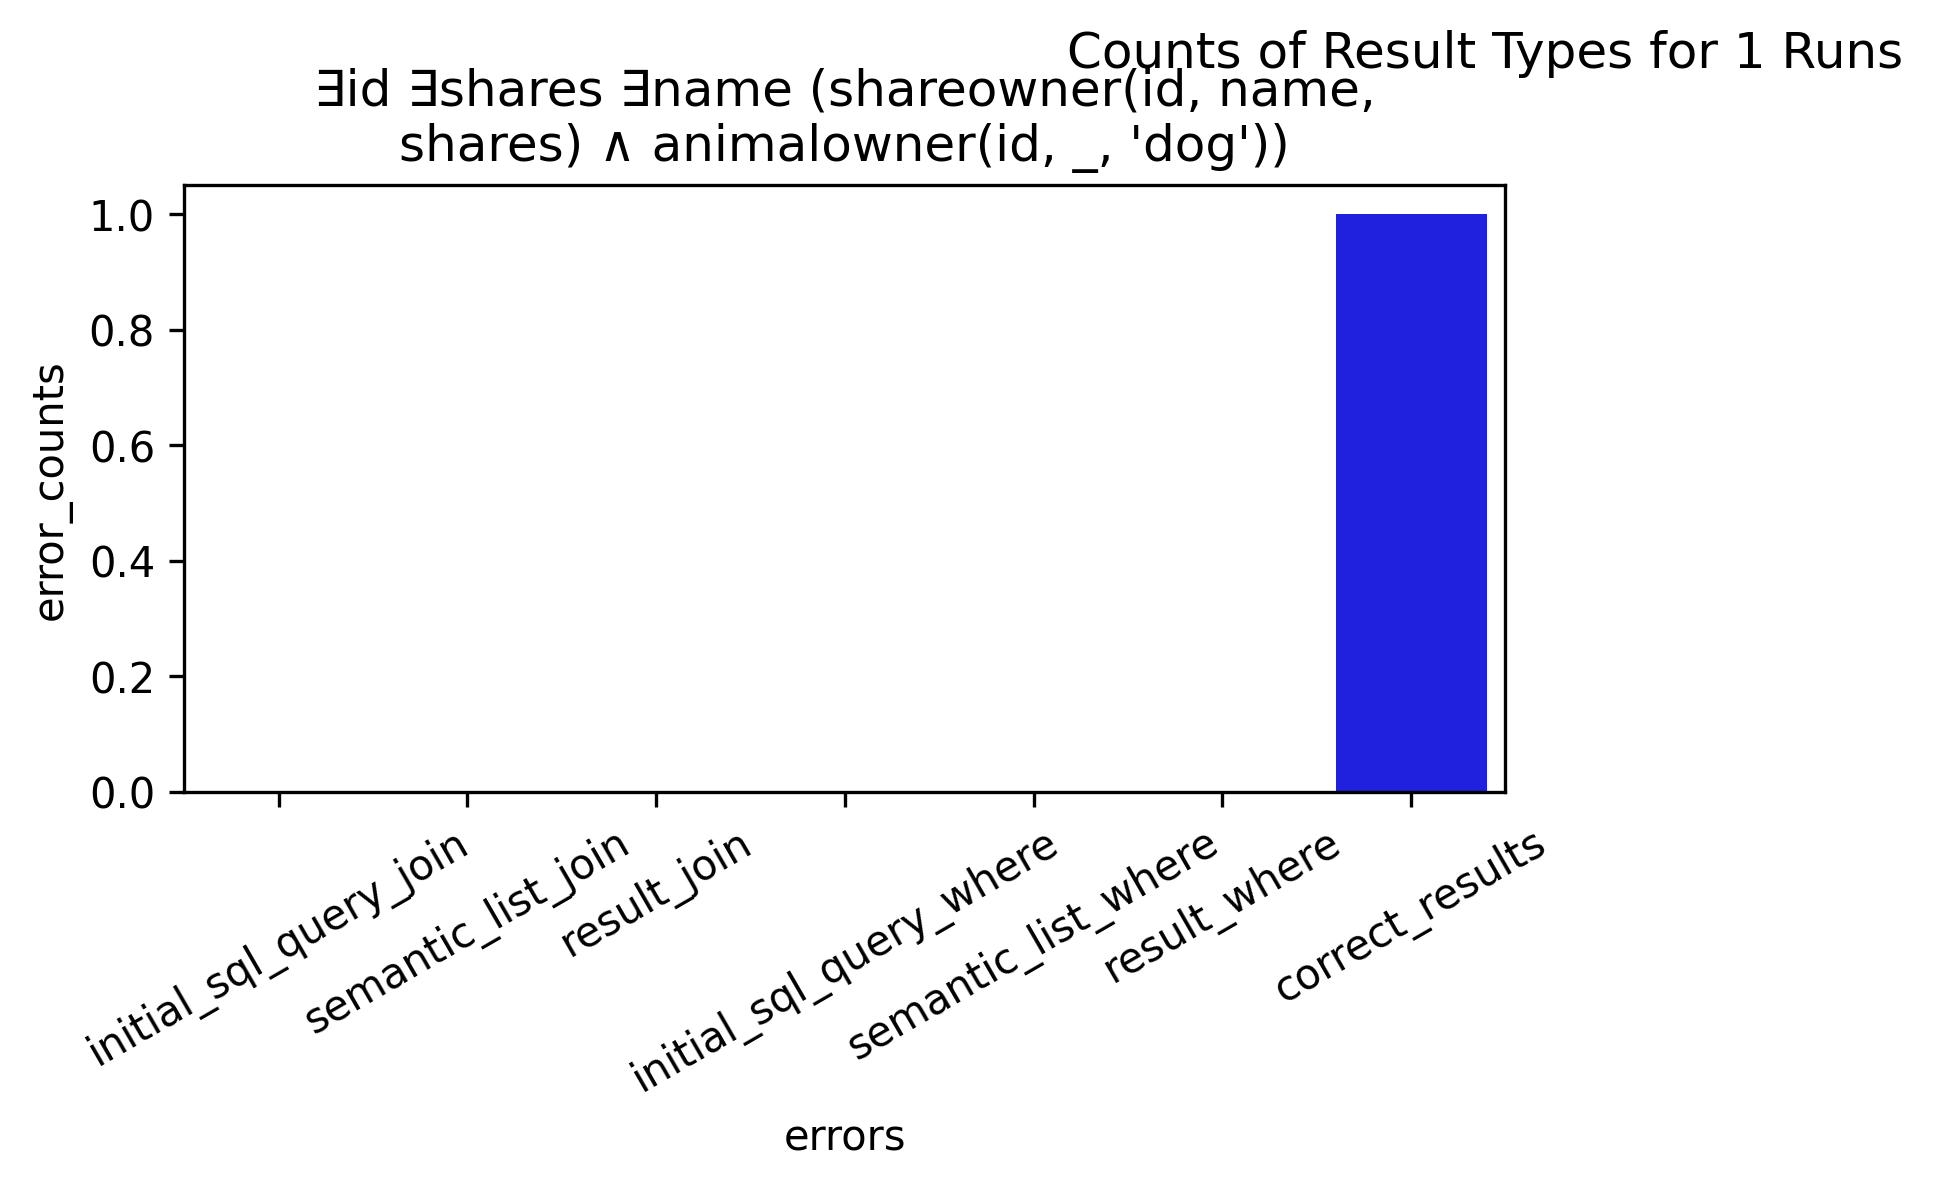 Counts of Result Types for 1 Runs
∃id ∃shares ∃name (shareowner(id, name,
shares) ∧ animalowner(id, _, 'dog'))
1.0
0.8
0.6
0.4
0.2
0.0
error_counts
initial_sql_query_join
semantic_list_join
result_join
initial_sql_query_where
semantic_list_where
result_where
correct_results
errors